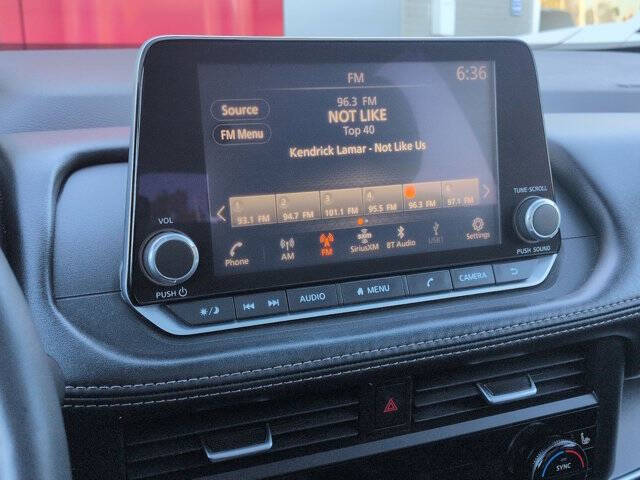 FM
6:36
Source
96.3 FM
NOT LIKE
FM Menu
Top 40
Kendrick Lamar - Not Like Us
1 2 3 4 6
93.1 FM 94.7 FM 101.1 FM 95.5 FM 96.3 FM 97.1 FM
Phone AM FM SiriusXM BT Audio USB1 Settings
VOL
PUSH
TUNE·SCROLL
PUSH SOUND
AUDIO MENU CAMERA
SYNC